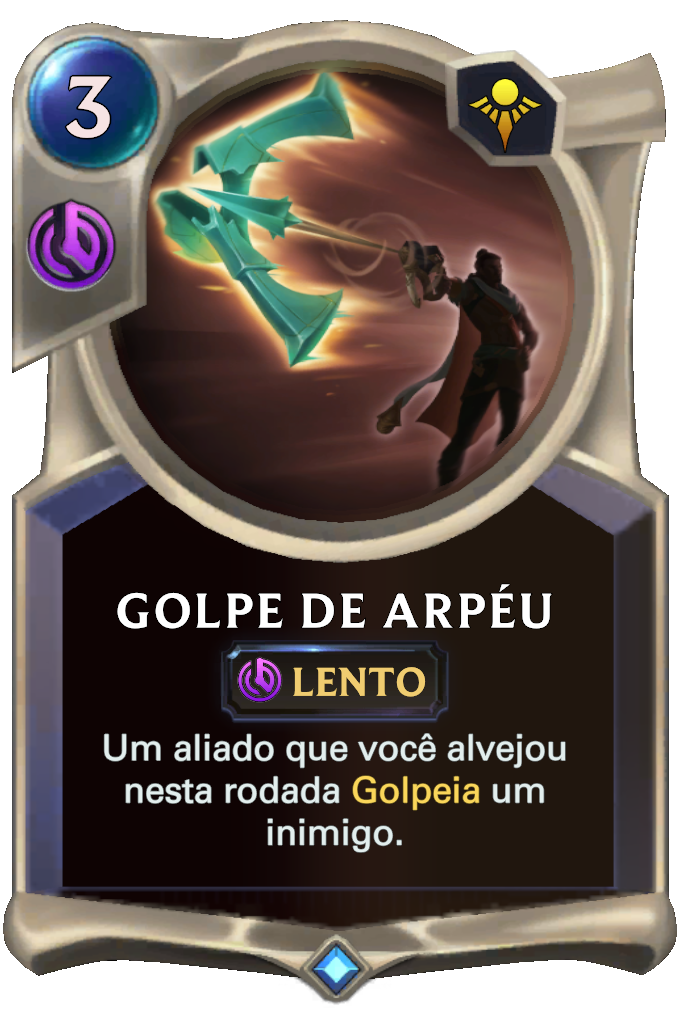 3
GOLPE DE ARPÉU
LENTO
Um aliado que você alvejou
nesta rodada Golpeia um
inimigo.